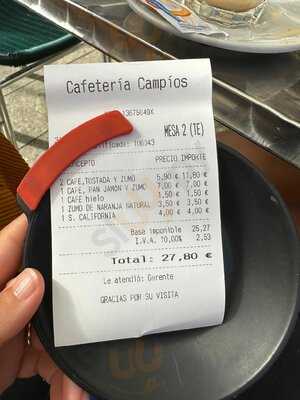 Cafetería Campíos
MESA 2 (TE)
PRECIO IMPORTE
2 CAFE,TOSTADA Y ZUMO 5,90 € 11,80 €
1 CAFE, PAN JAMON Y ZUMO 7,00 € 7,00 €
1 CAFE hielo 1,50 € 1,50 €
1 ZUMO DE NARANJA NATURAL 3,50 € 3,50 €
1 S. CALIFORNIA 4,00 € 4,00 €
Base imponible 25,27
I.V.A. 10,00% 2,53
Total: 27,80 €
Le atendió: Gerente
GRACIAS POR SU VISITA